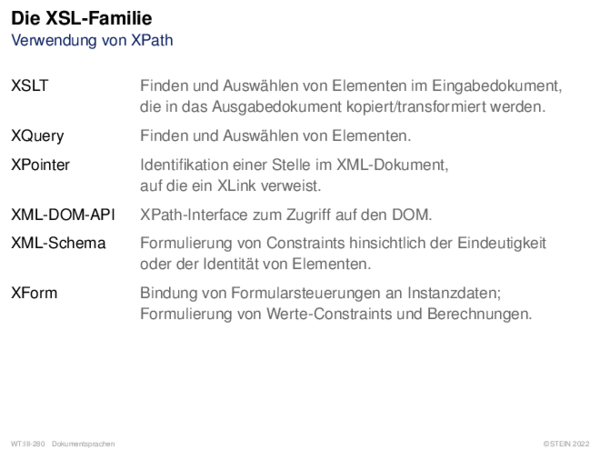 Die XSL-Familie
Verwendung von XPath
XSLT Finden und Auswählen von Elementen im Eingabedokument,
die in das Ausgabedokument kopiert/transformiert werden.
XQuery Finden und Auswählen von Elementen.
XPointer Identifikation einer Stelle im XML-Dokument,
auf die ein XLink verweist.
XML-DOM-API XPath-Interface zum Zugriff auf den DOM.
XML-Schema Formulierung von Constraints hinsichtlich der Eindeutigkeit
oder der Identität von Elementen.
XForm Bindung von Formularsteuerungen an Instanzdaten;
Formulierung von Werte-Constraints und Berechnungen.
WT:III-280 Dokumentsprachen ©STEIN 2022